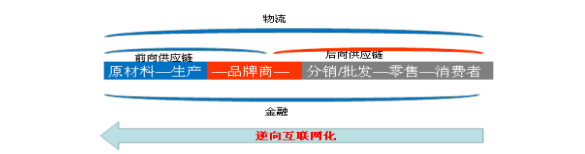 物流
前向供应链 后向供应链
原材料—生产 —品牌商— 分销/批发—零售—消费者
金融
逆向互联网化